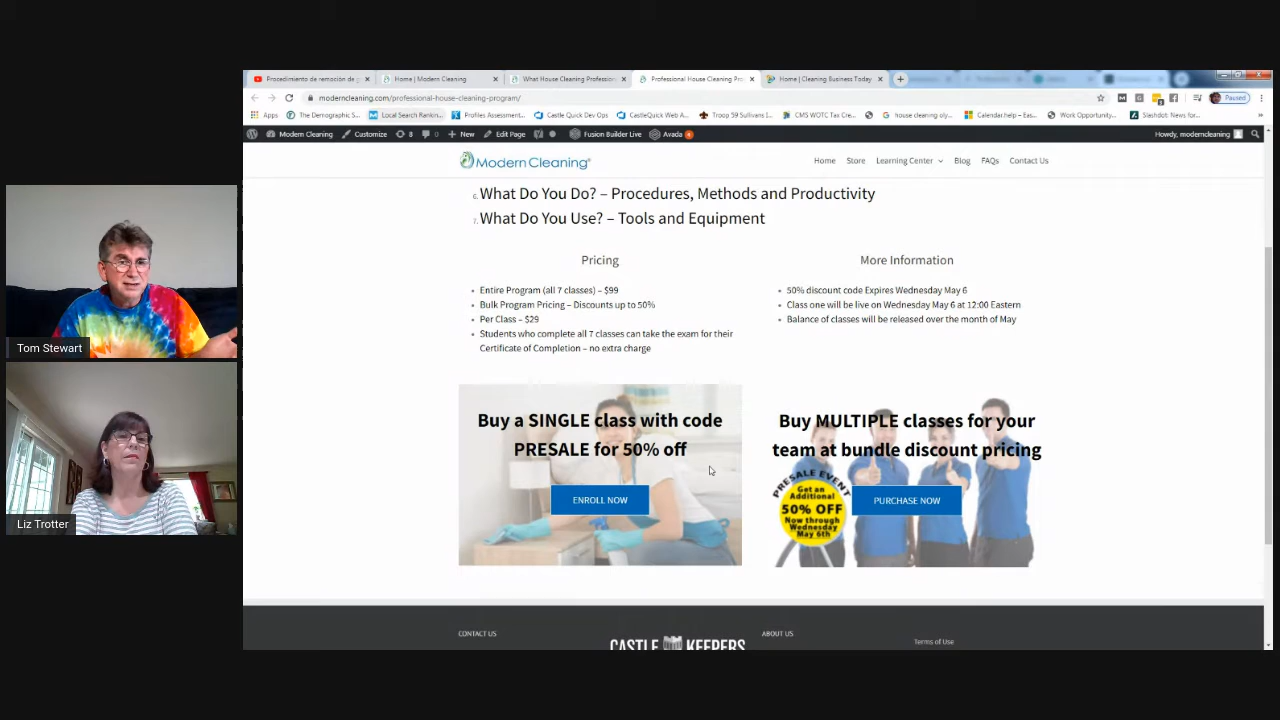 Procedimiento de remoción de
Home | Modern Cleaning
What House Cleaning Profession
Professional House Cleaning Pro
Home | Cleaning Business Today
moderncleaning.com/professional-house-cleaning-program/
Paused
Apps
The Demographic S...
Local Search Rankin...
Profiles Assessment...
Castle Quick Dev Ops
CastleQuick Web A...
Troop 59 Sullivans I...
CMS WOTC Tax Cre...
house cleaning oly...
Calendar.help – Eas...
Work Opportunity...
Slashdot: News for...
Modern Cleaning
Customize
8
0
New
Edit Page
Fusion Builder Live
Avada
4
Howdy, moderncleaning
Modern Cleaning®
Home
Store
Learning Center
Blog
FAQs
Contact Us
6. What Do You Do? – Procedures, Methods and Productivity
7. What Do You Use? – Tools and Equipment
Pricing
Entire Program (all 7 classes) – $99
Bulk Program Pricing – Discounts up to 50%
Per Class – $29
Students who complete all 7 classes can take the exam for their
Certificate of Completion – no extra charge
More Information
50% discount code Expires Wednesday May 6
Class one will be live on Wednesday May 6 at 12:00 Eastern
Balance of classes will be released over the month of May
Buy a SINGLE class with code
PRESALE for 50% off
ENROLL NOW
Buy MULTIPLE classes for your
team at bundle discount pricing
PRESALE EVENT
Get an
Additional
50% OFF
Now through
Wednesday
May 6th
PURCHASE NOW
CONTACT US
CASTLE KEEPERS
ABOUT US
Terms of Use
Tom Stewart
Liz Trotter